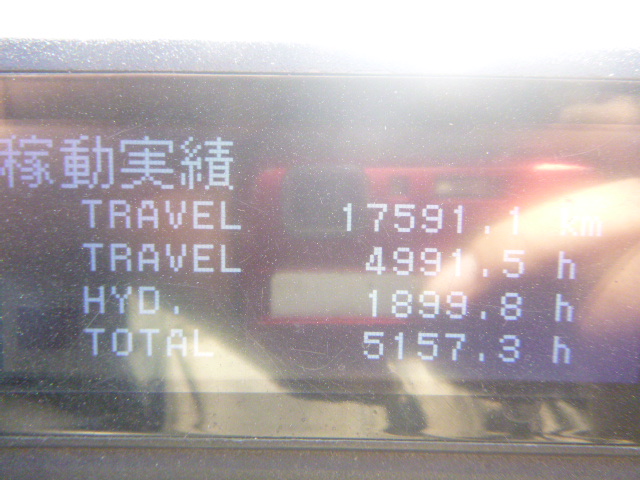 稼動実績
TRAVEL 17591.1 km
TRAVEL 4991.5 h
HYD. 1899.8 h
TOTAL 5157.3 h